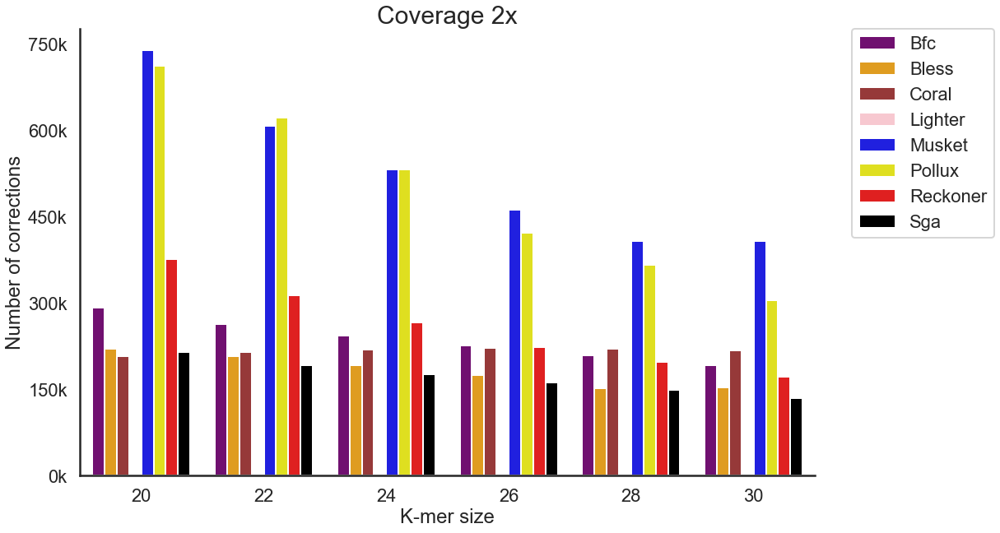 Coverage 2x
750k
600k
450k
300k
150k
0k
Number of corrections
20 22 24 26 28 30
K-mer size
Bfc
Bless
Coral
Lighter
Musket
Pollux
Reckoner
Sga